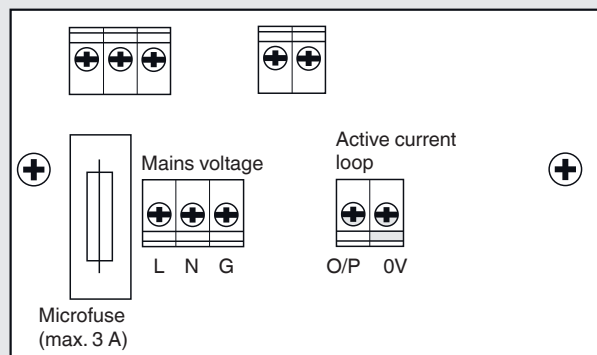 Mains voltage
Active current
loop
L N G
O/P 0V
Microfuse
(max. 3 A)